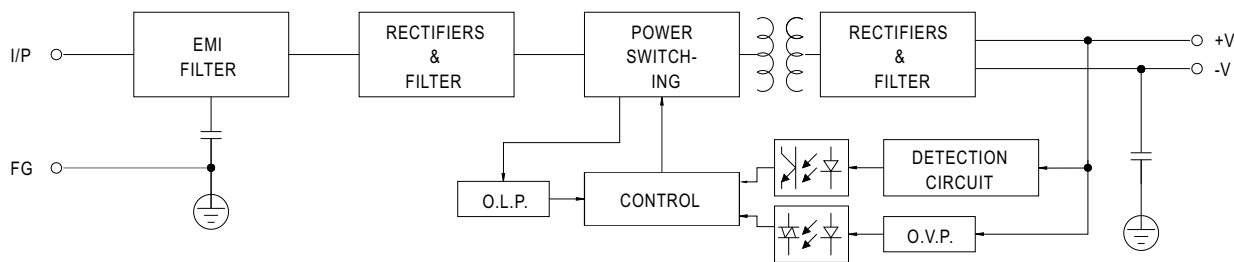 I/P
EMI
FILTER
RECTIFIERS
&
FILTER
POWER
SWITCH-
ING
RECTIFIERS
&
FILTER
+V
-V
FG
O.L.P.
CONTROL
DETECTION
CIRCUIT
O.V.P.